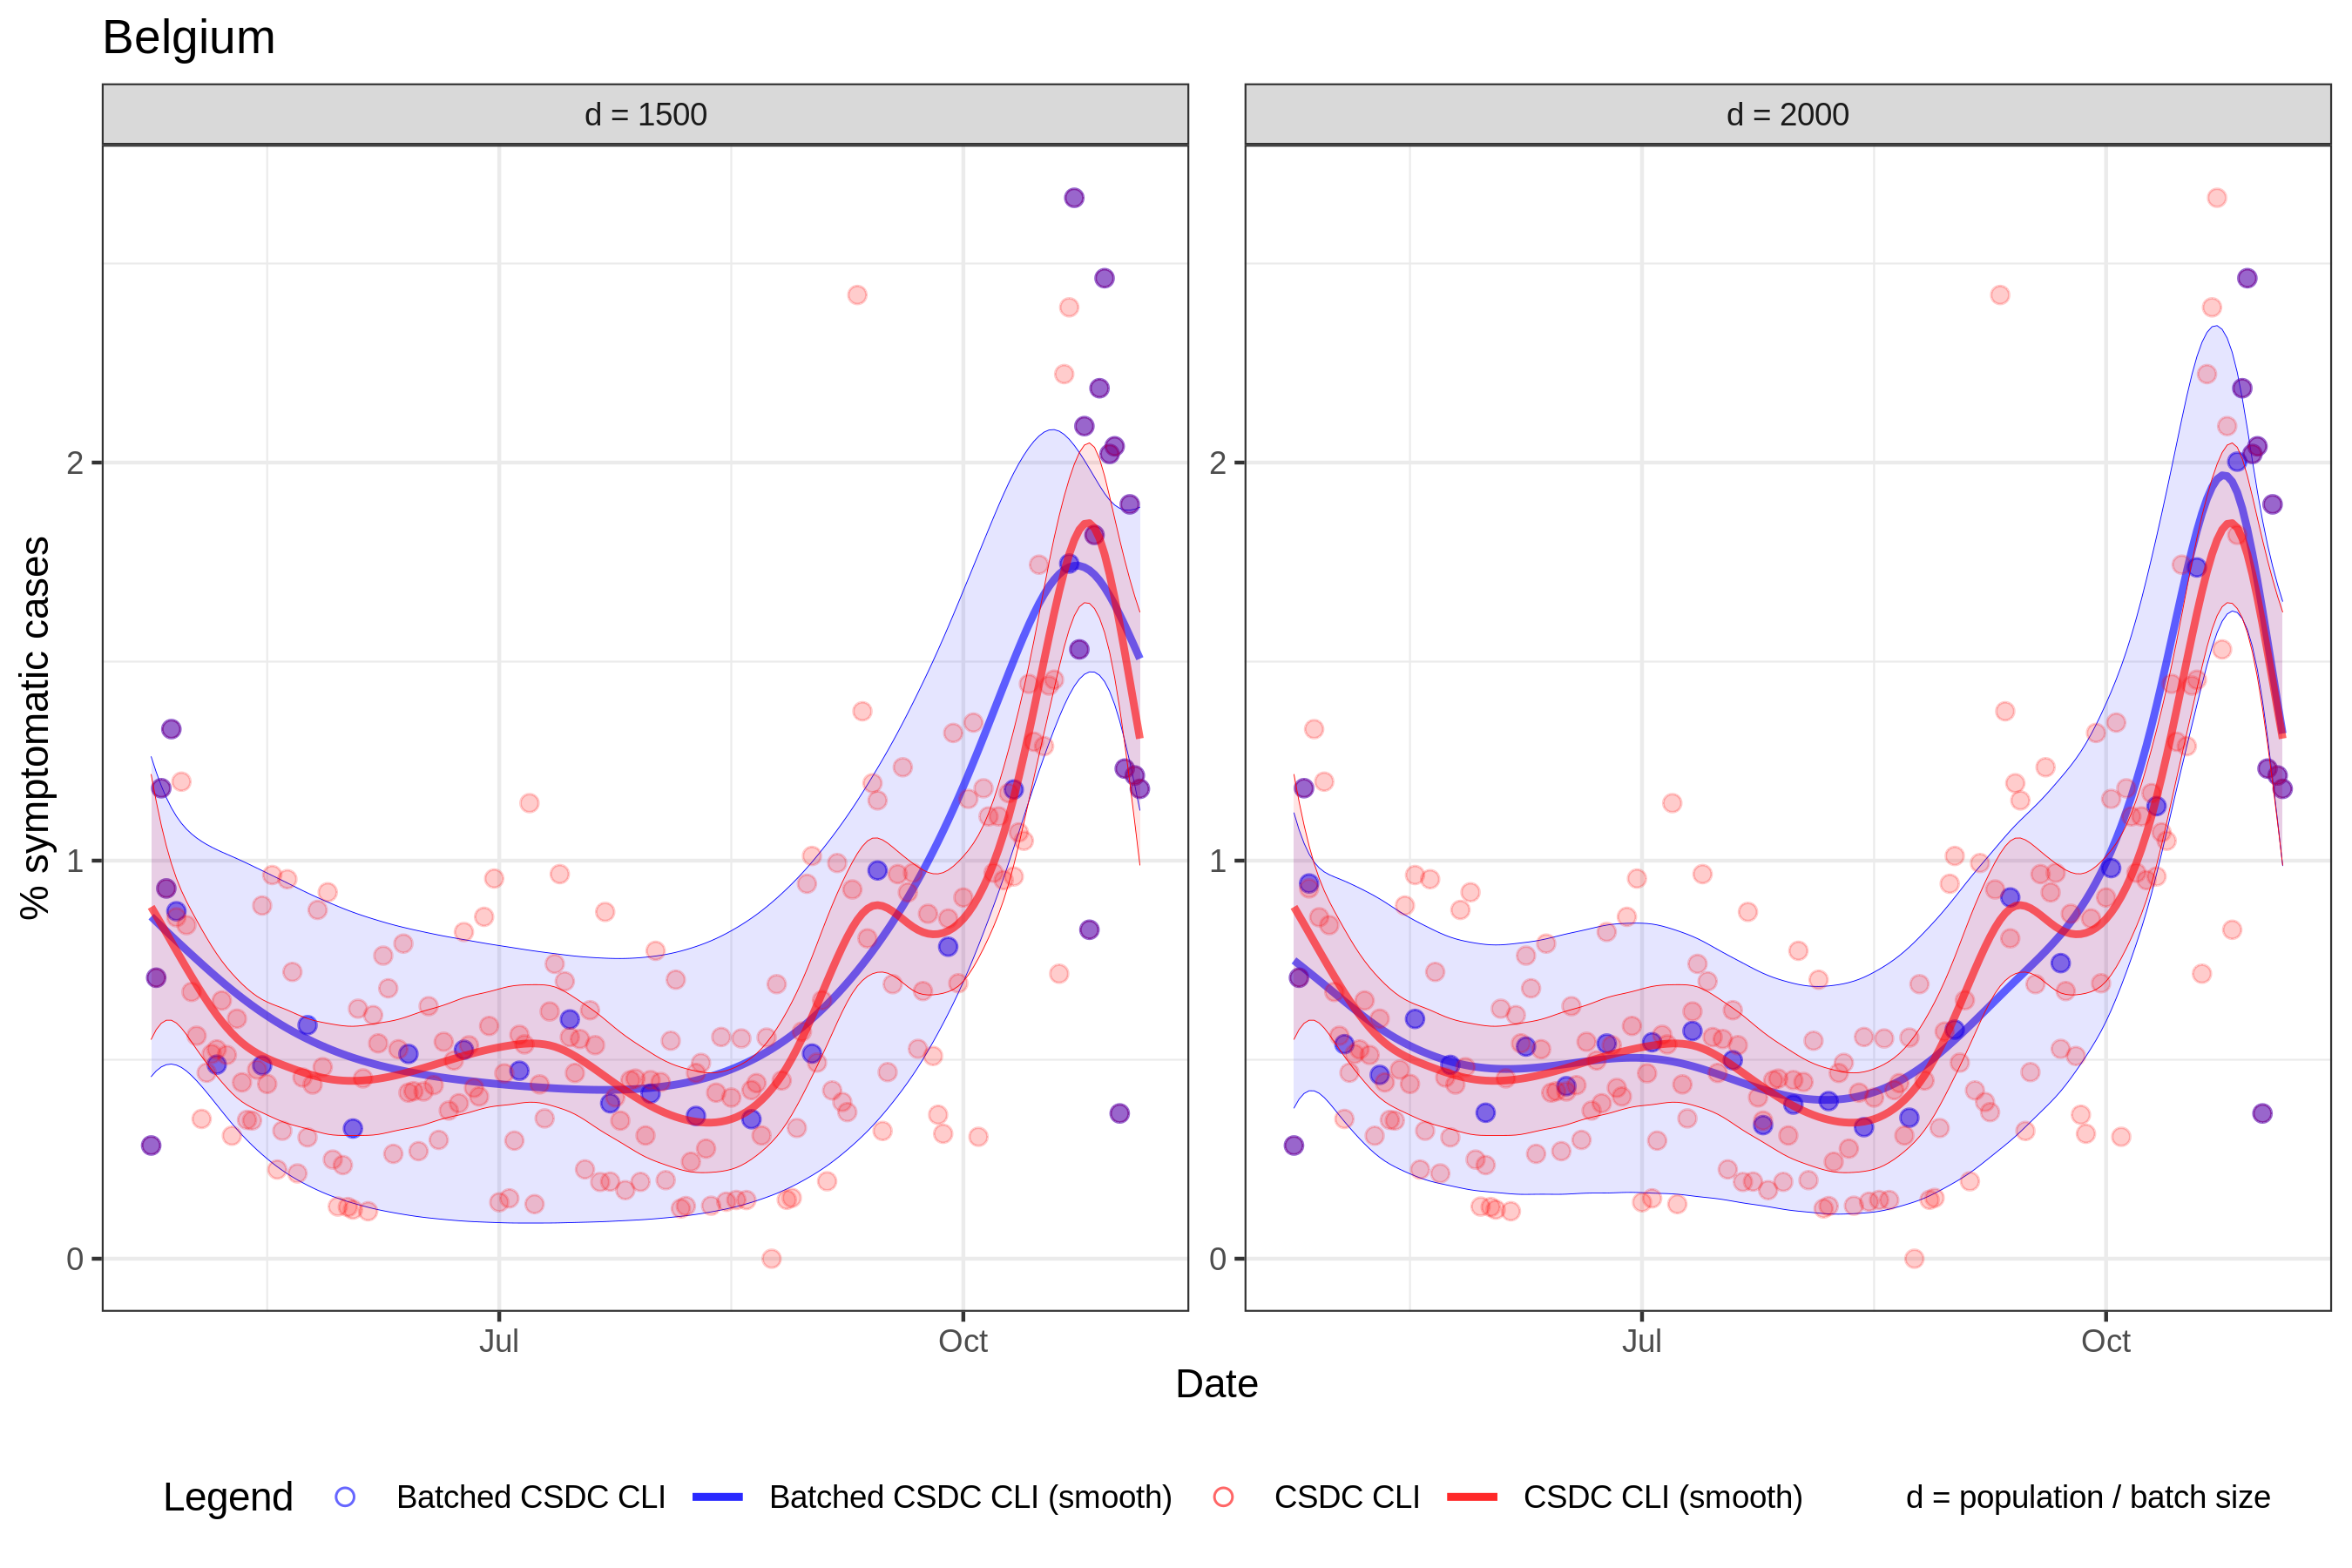 Belgium
d = 1500
d = 2000
% symptomatic cases
2
1
0
2
1
0
Jul
Oct
Jul
Oct
Date
Legend
Batched CSDC CLI
Batched CSDC CLI (smooth)
CSDC CLI
CSDC CLI (smooth)
d = population / batch size